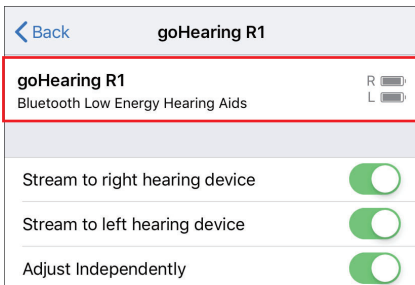 Back
goHearing R1
goHearing R1
R
Bluetooth Low Energy Hearing Aids
L
Stream to right hearing device
Stream to left hearing device
Adjust Independently